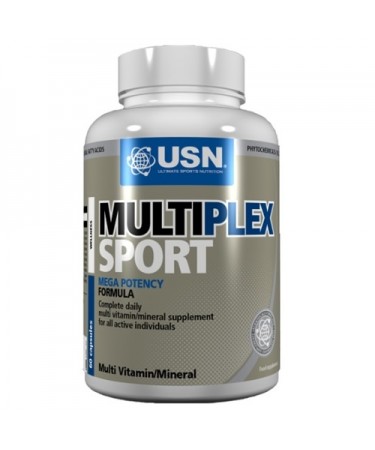 USN
ULTIMATE SPORTS NUTRITION
MULTIPLEX
SPORT
MEGA POTENCY
FORMULA
Complete daily
multi vitamin/mineral supplement
for all active individuals
60 capsules
Multi Vitamin/Mineral